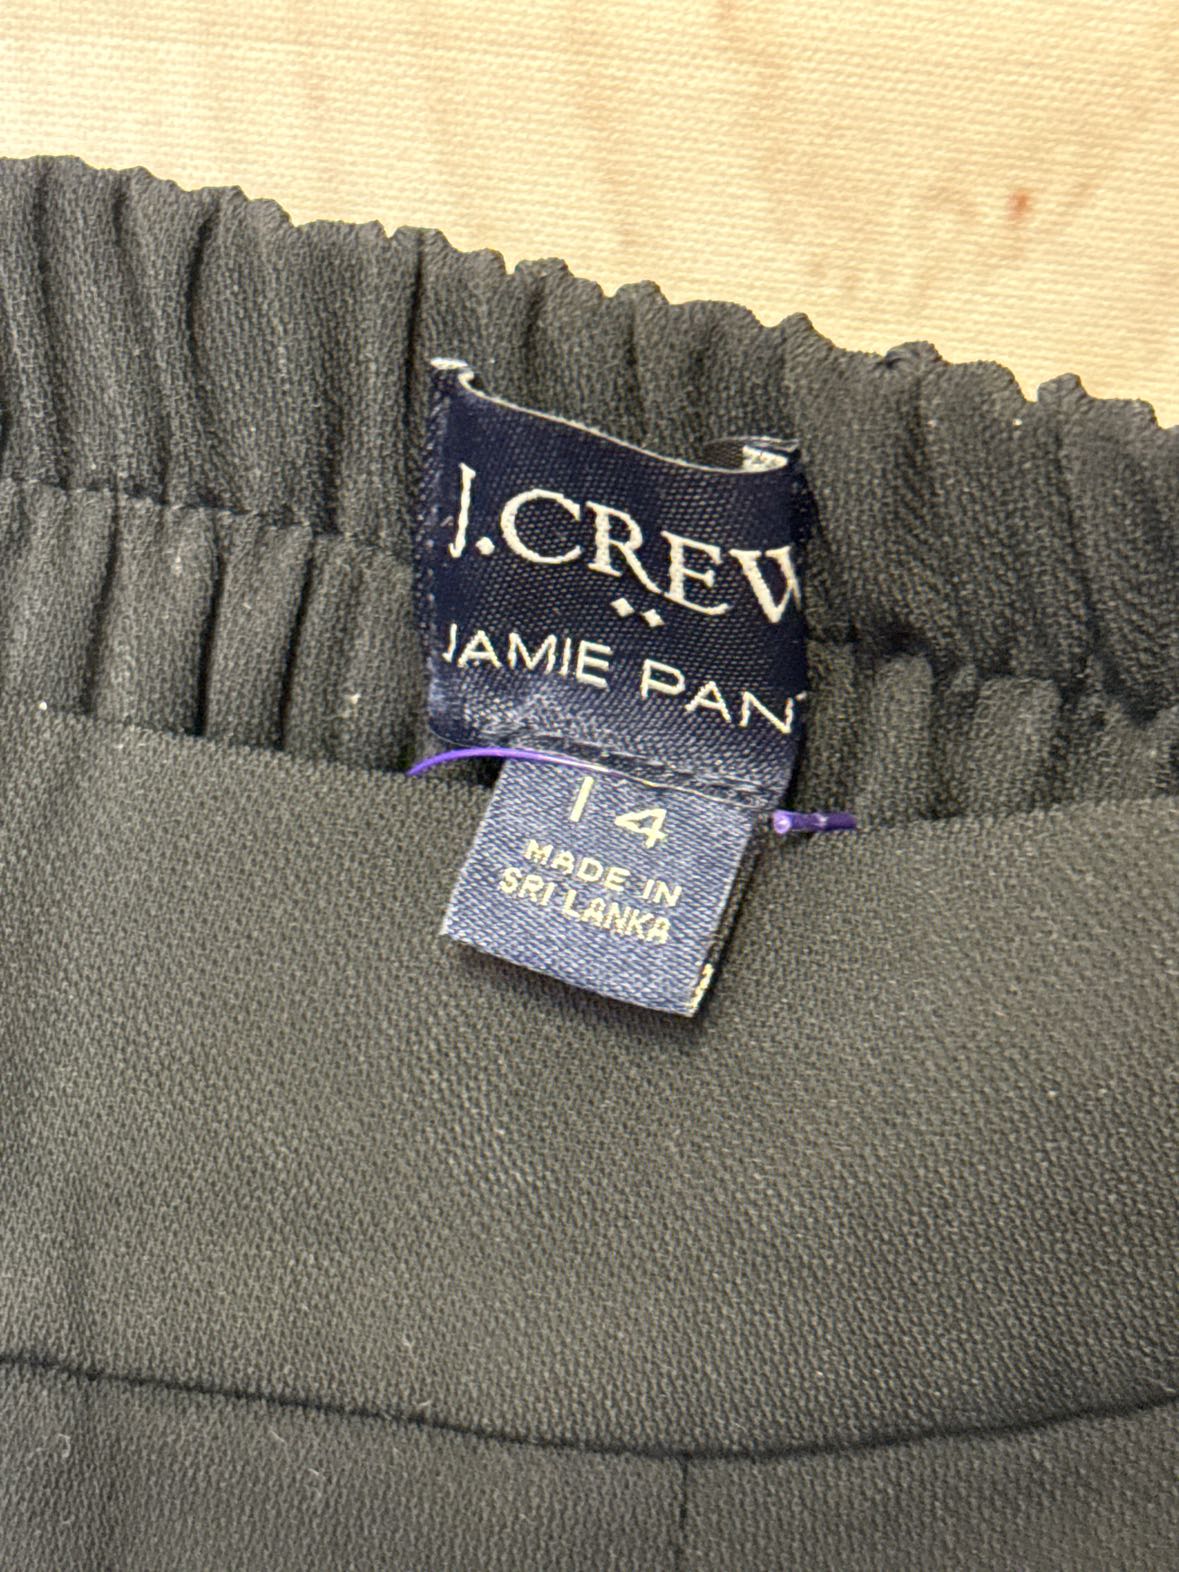 J.CREW
JAMIE PANT
14
MADE IN
SRI LANKA